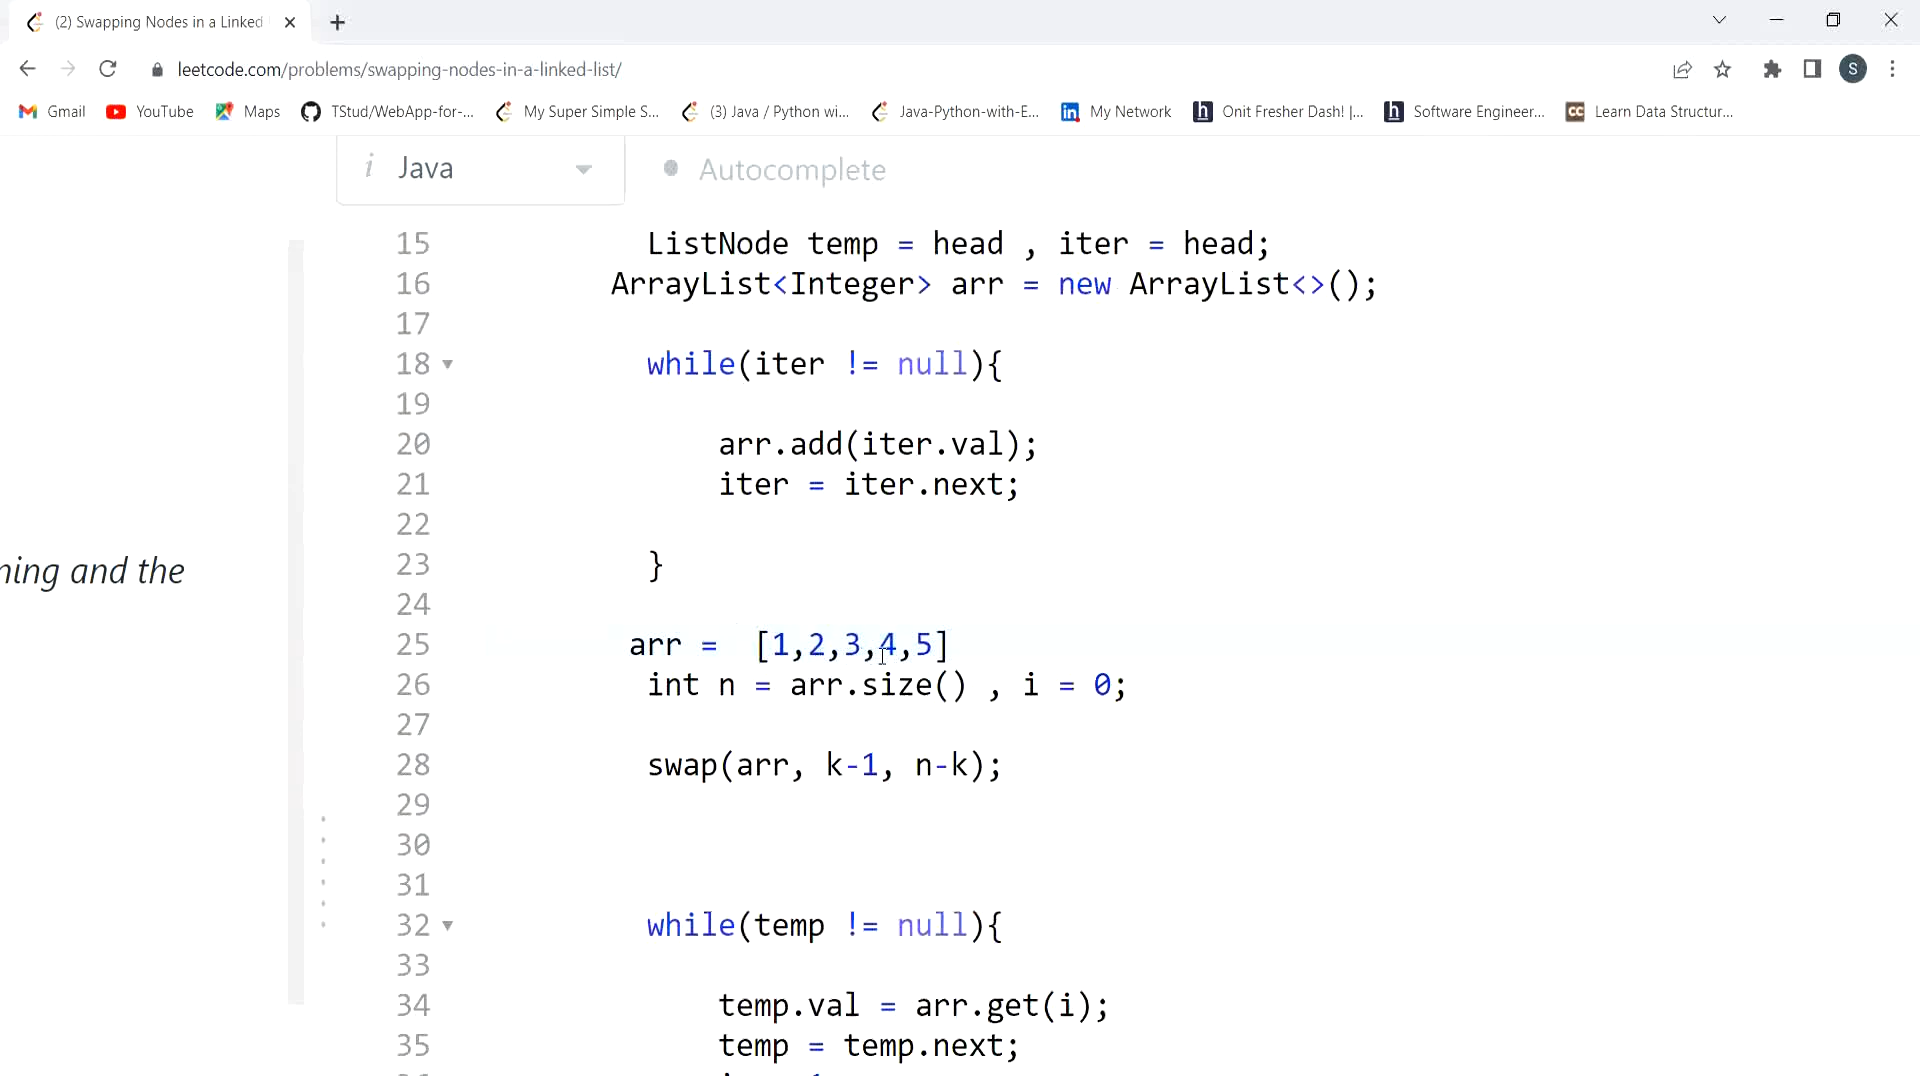 (2) Swapping Nodes in a Linked
leetcode.com/problems/swapping-nodes-in-a-linked-list/
S
Gmail YouTube Maps TStud/WebApp-for-... My Super Simple S... (3) Java / Python wi... Java-Python-with-E... My Network Onit Fresher Dash! |... Software Engineer... Learn Data Structur...
i Java Autocomplete
15 ListNode temp = head , iter = head;
16 ArrayList<Integer> arr = new ArrayList<>();
17
18 while(iter != null){
19
20 arr.add(iter.val);
21 iter = iter.next;
22
23 }
24
25 arr = [1,2,3,4,5]
26 int n = arr.size() , i = 0;
27
28 swap(arr, k-1, n-k);
29
30
31
32 while(temp != null){
33
34 temp.val = arr.get(i);
35 temp = temp.next;
ning and the